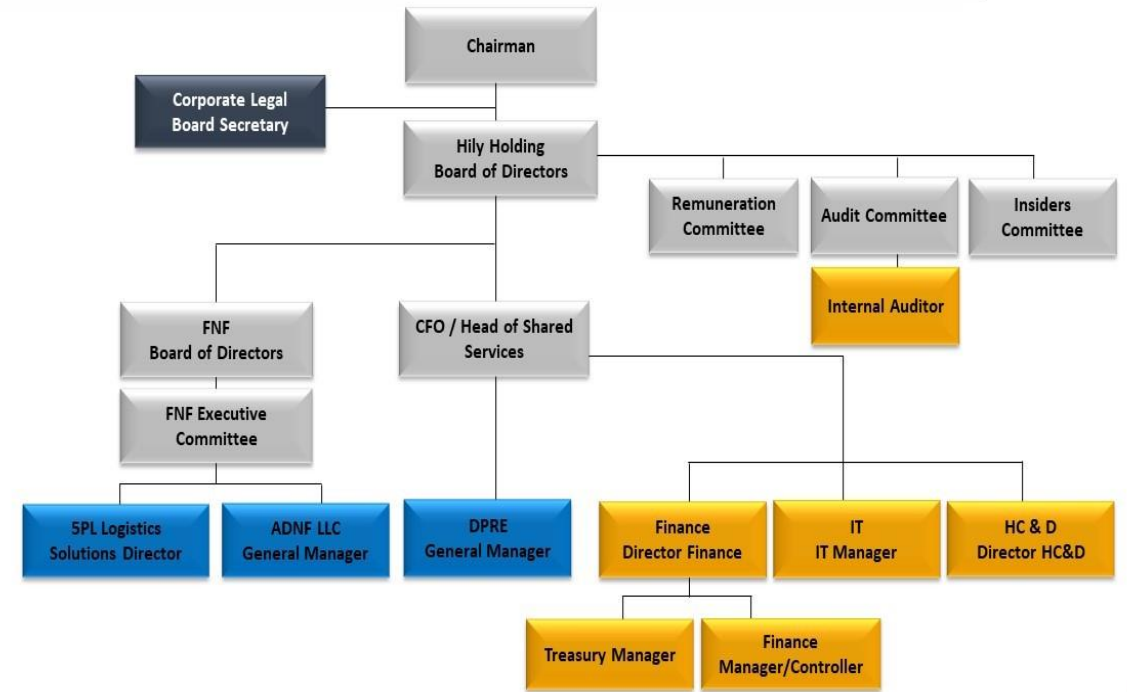 Chairman
Corporate Legal
Board Secretary
Hily Holding
Board of Directors
Remuneration
Committee
Audit Committee
Insiders
Committee
Internal Auditor
FNF
Board of Directors
CFO / Head of Shared
Services
FNF Executive
Committee
5PL Logistics
Solutions Director
ADNF LLC
General Manager
DPRE
General Manager
Finance
Director Finance
IT
IT Manager
HC & D
Director HC&D
Treasury Manager
Finance
Manager/Controller